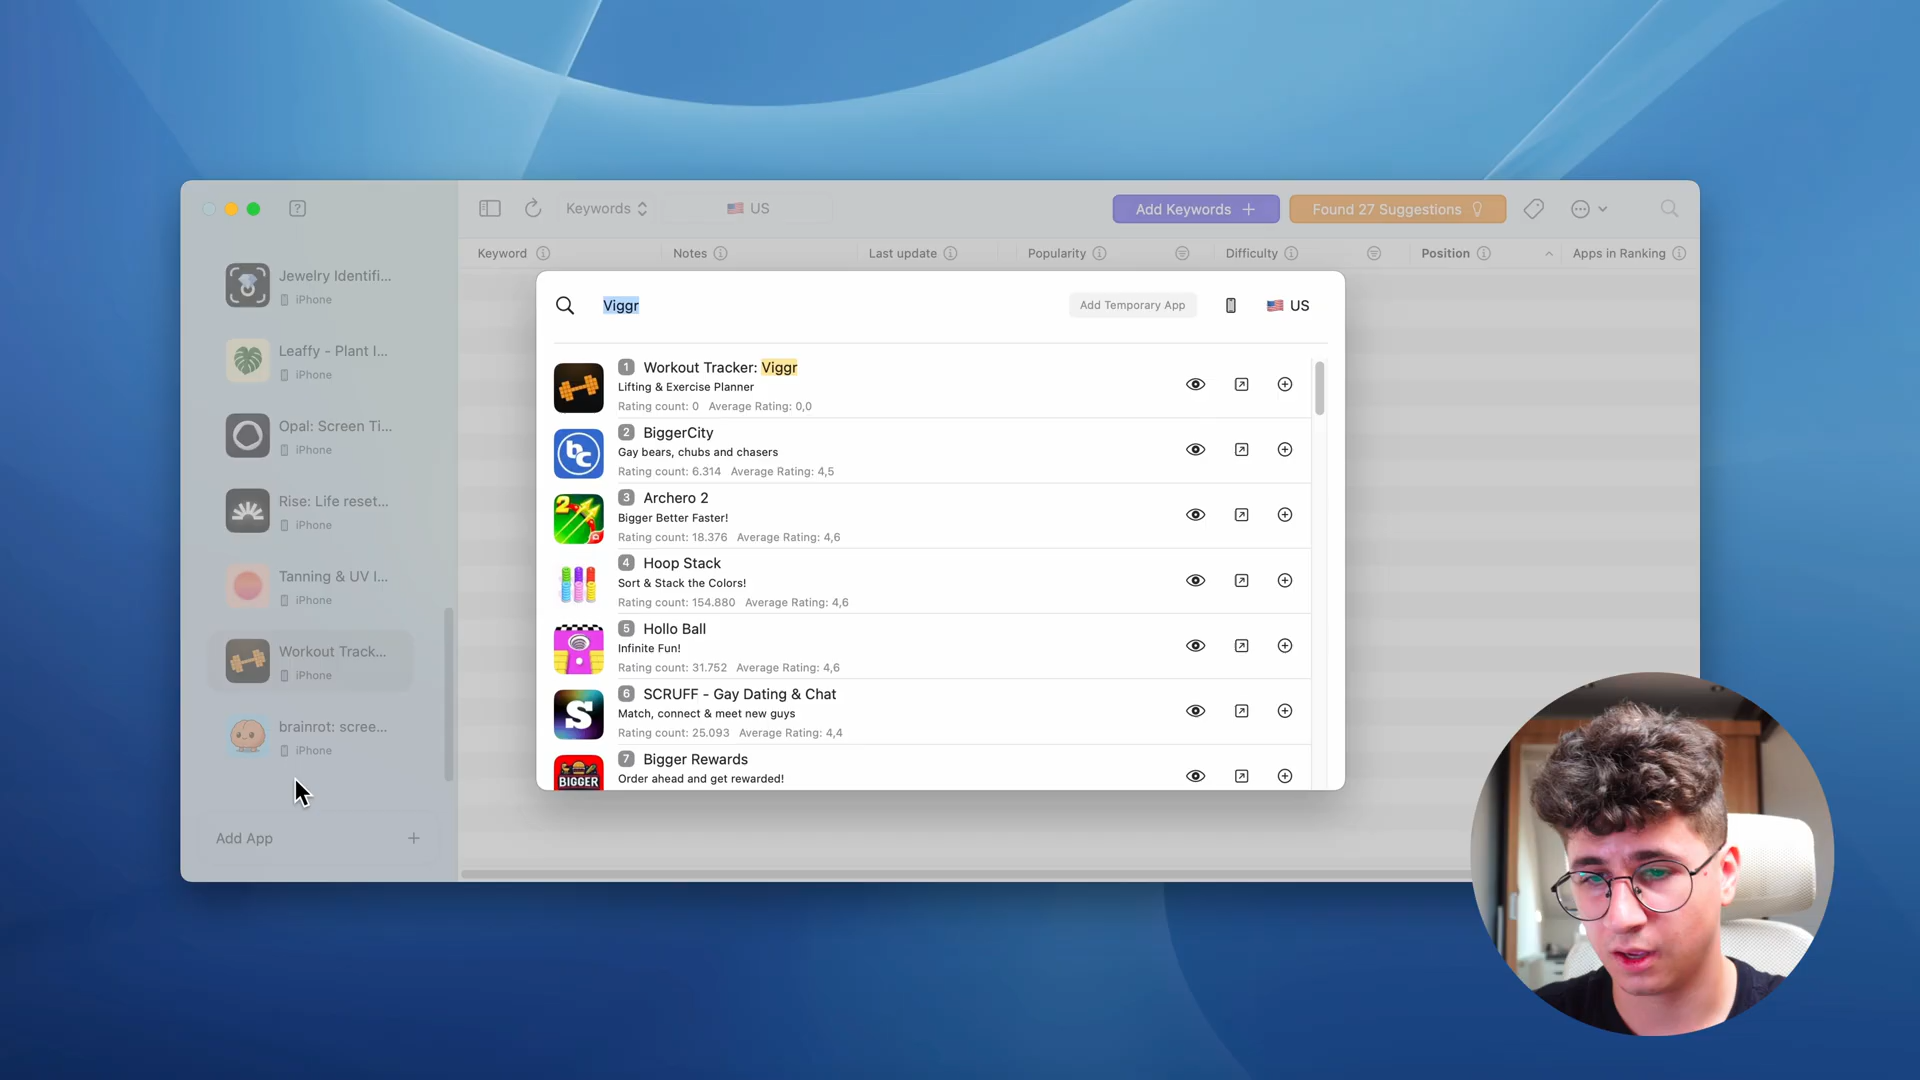 ?
Keywords
US
Add Keywords +
Found 27 Suggestions
Keyword
Notes
Last update
Popularity
Difficulty
Position
Apps in Ranking
Jewelry Identifi...
iPhone
Leaffy - Plant I...
iPhone
Opal: Screen Ti...
iPhone
Rise: Life reset...
iPhone
Tanning & UV I...
iPhone
Workout Track...
iPhone
brainrot: scree...
iPhone
Add App +
Viggr
Add Temporary App
US
1 Workout Tracker: Viggr
Lifting & Exercise Planner
Rating count: 0 Average Rating: 0,0
bc
2 BiggerCity
Gay bears, chubs and chasers
Rating count: 6.314 Average Rating: 4,5
2
3 Archero 2
Bigger Better Faster!
Rating count: 18.376 Average Rating: 4,6
4 Hoop Stack
Sort & Stack the Colors!
Rating count: 154.880 Average Rating: 4,6
5 Hollo Ball
Infinite Fun!
Rating count: 31.752 Average Rating: 4,6
S
6 SCRUFF - Gay Dating & Chat
Match, connect & meet new guys
Rating count: 25.093 Average Rating: 4,4
BIGGER
7 Bigger Rewards
Order ahead and get rewarded!